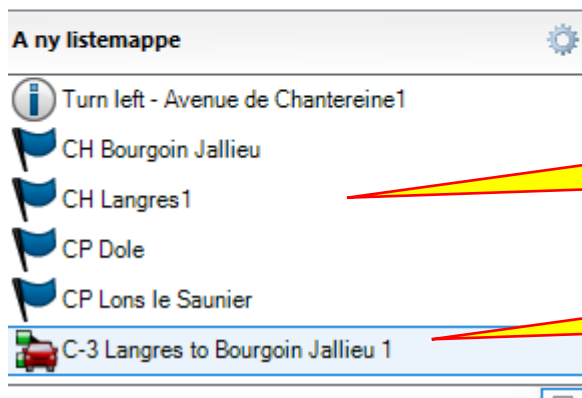 A ny listemappe
Turn left - Avenue de Chantereine1
CH Bourgoin Jallieu
CH Langres1
CP Dole
CP Lons le Saunier
C-3 Langres to Bourgoin Jallieu 1